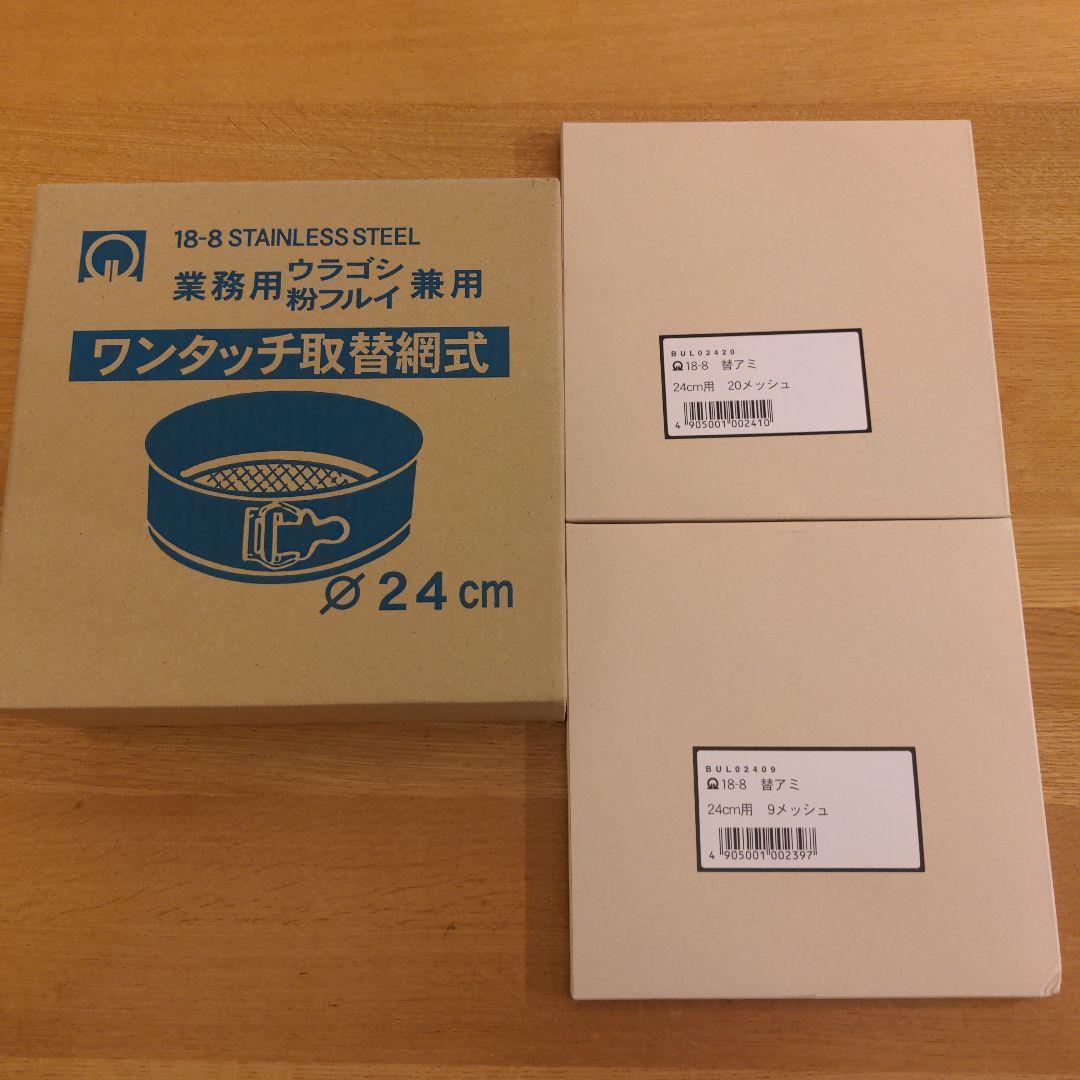 18-8 STAINLESS STEEL
業務用 ウラゴシ 粉フルイ 兼用
ワンタッチ取替網式
⌀ 24 cm
BUL02420
18-8 替アミ
24cm用 20メッシュ
4 905001 002410
BUL02409
18-8 替アミ
24cm用 9メッシュ
4 905001 002397